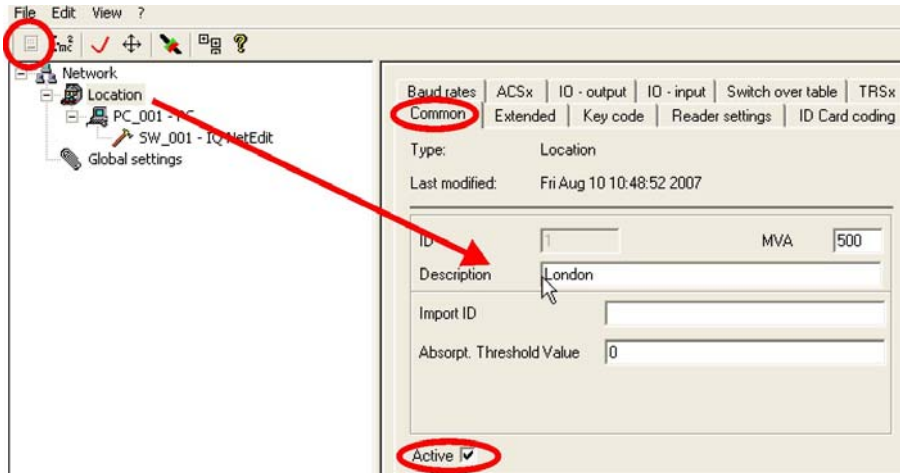 File Edit View ?
Emc²
Network
Location
PC_001 - PC
SW_001 - IQ NetEdit
Global settings
Baud rates ACSx IO - output IO - input Switch over table TRSx
Common Extended Key code Reader settings ID Card coding
Type: Location
Last modified: Fri Aug 10 10:48:52 2007
ID 1 MVA 500
Description London
Import ID
Absorpt. Threshold Value 0
Active